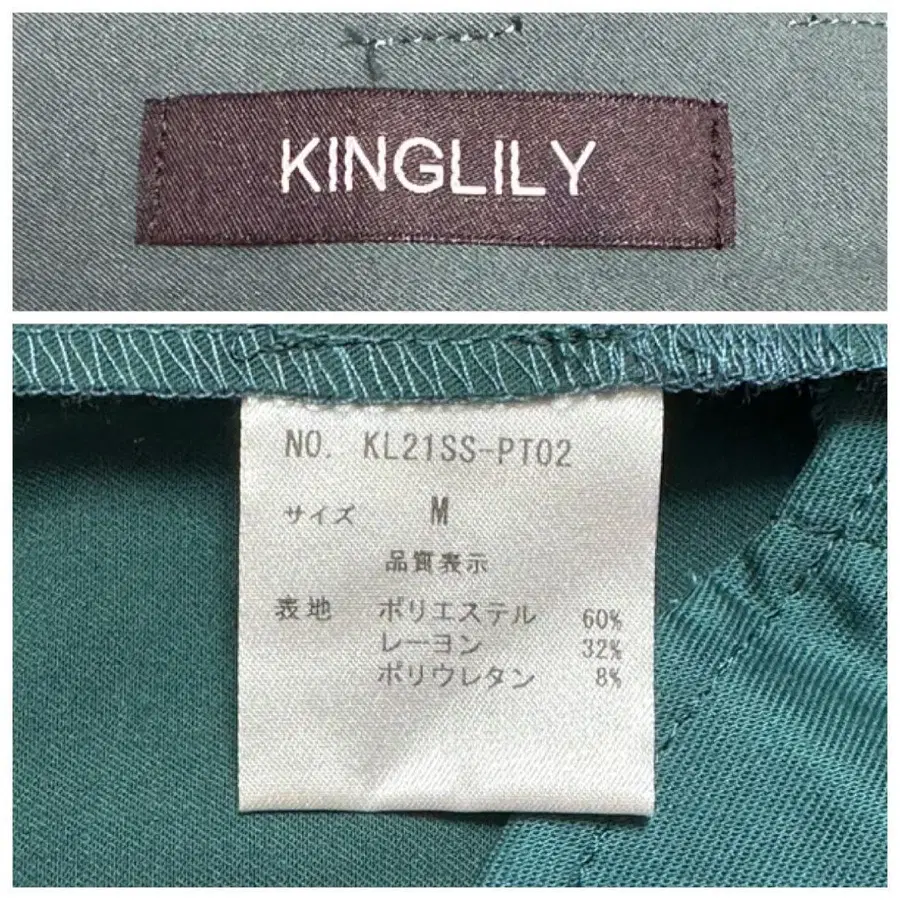 KINGLILY
NO. KL21SS-PT02
サイズ M
品質表示
表地 ポリエステル 60%
レーヨン 32%
ポリウレタン 8%